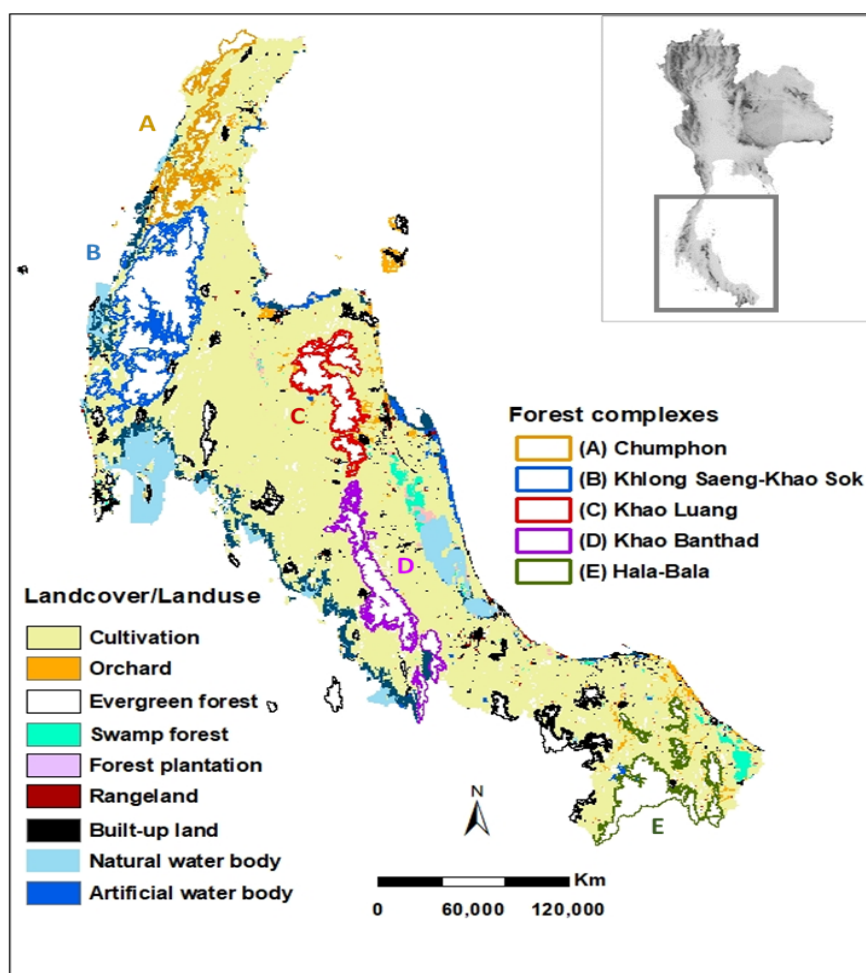 A
B
C
D
E
Forest complexes
(A) Chumphon
(B) Khlong Saeng-Khao Sok
(C) Khao Luang
(D) Khao Banthad
(E) Hala-Bala
Landcover/Landuse
Cultivation
Orchard
Evergreen forest
Swamp forest
Forest plantation
Rangeland
Built-up land
Natural water body
Artificial water body
N
Km
0 60,000 120,000